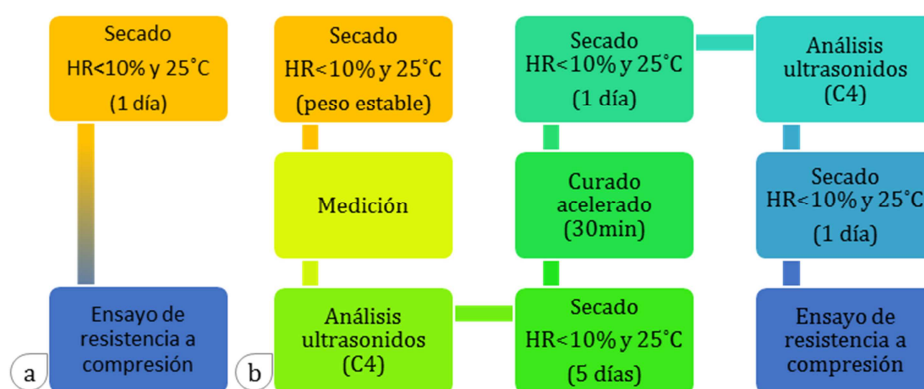 Secado
HR<10% y 25°C
(1 día)
Ensayo de
resistencia a
compresión
a
Secado
HR<10% y 25°C
(peso estable)
Medición
Análisis
ultrasonidos
(C4)
b
Secado
HR<10% y 25°C
(5 días)
Curado
acelerado
(30min)
Secado
HR<10% y 25°C
(1 día)
Análisis
ultrasonidos
(C4)
Secado
HR<10% y 25°C
(1 día)
Ensayo de
resistencia a
compresión